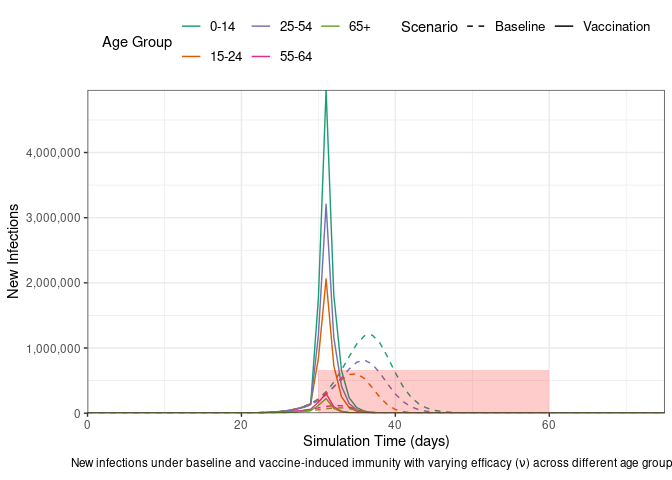 Age Group
0-14
25-54
65+
15-24
55-64
Scenario
Baseline
Vaccination
New Infections
4,000,000
3,000,000
2,000,000
1,000,000
0
0
20
40
60
Simulation Time (days)
New infections under baseline and vaccine-induced immunity with varying efficacy (ν) across different age group